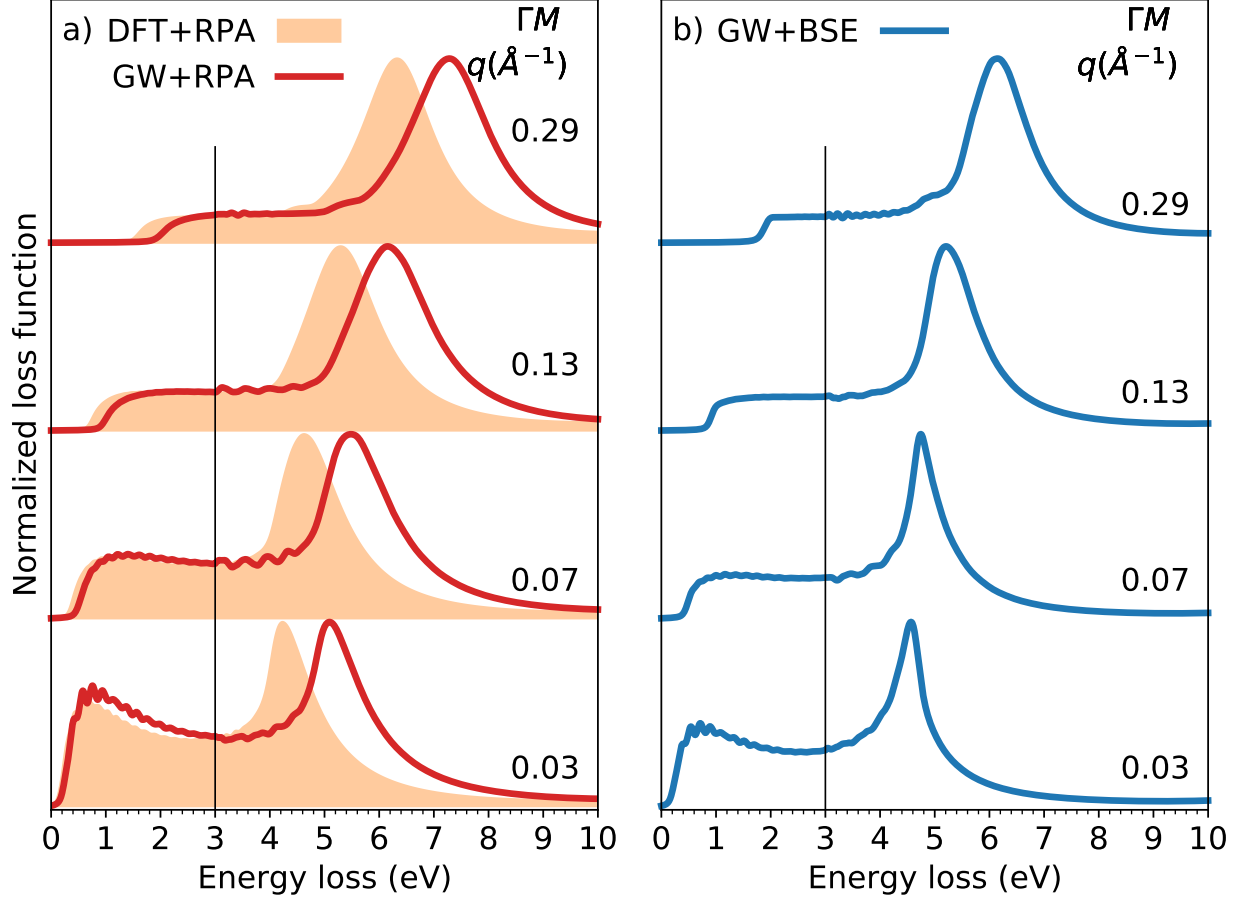 a) DFT+RPA
GW+RPA
ΓM
q(Å⁻¹)
0.29
0.13
0.07
0.03
Normalized loss function
0 1 2 3 4 5 6 7 8 9 10
Energy loss (eV)
b) GW+BSE
ΓM
q(Å⁻¹)
0.29
0.13
0.07
0.03
0 1 2 3 4 5 6 7 8 9 10
Energy loss (eV)